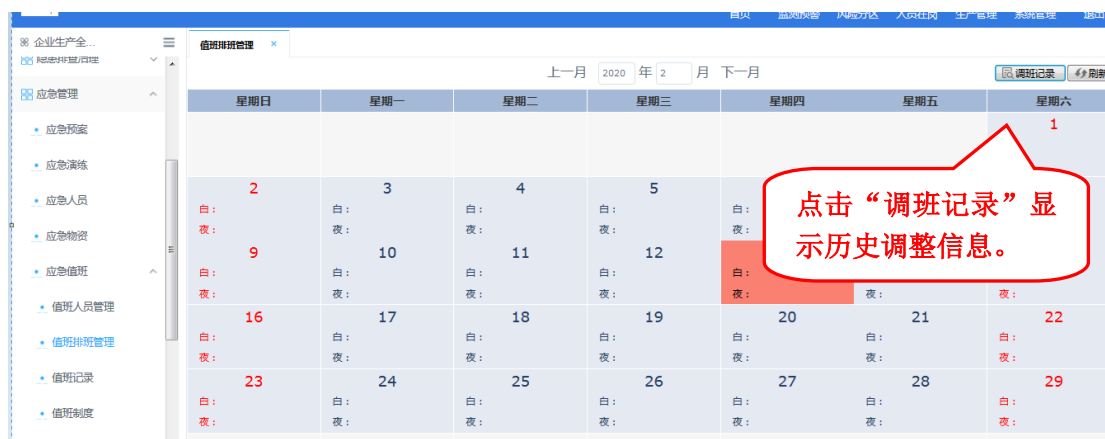 首页 监测预警 风险分区 人员在岗 生产管理 系统管理 退出
企业生产全...
值班排班管理 ×
隐患排查治理
上一月 2020 年 2 月 下一月
调班记录 刷新
应急管理
星期日 星期一 星期二 星期三 星期四 星期五 星期六
应急预案
1
应急演练
点击“调班记录”显
示历史调整信息。
2 3 4 5
应急人员
白： 白： 白： 白： 白：
夜： 夜： 夜： 夜： 夜：
应急物资
9 10 11 12
应急值班
白： 白： 白： 白： 白：
夜： 夜： 夜： 夜： 夜： 夜： 夜：
值班人员管理
16 17 18 19 20 21 22
白： 白： 白： 白： 白： 白： 白：
值班排班管理
夜： 夜： 夜： 夜： 夜： 夜： 夜：
值班记录
23 24 25 26 27 28 29
白： 白： 白： 白： 白： 白： 白：
值班制度
夜： 夜： 夜： 夜： 夜： 夜： 夜：